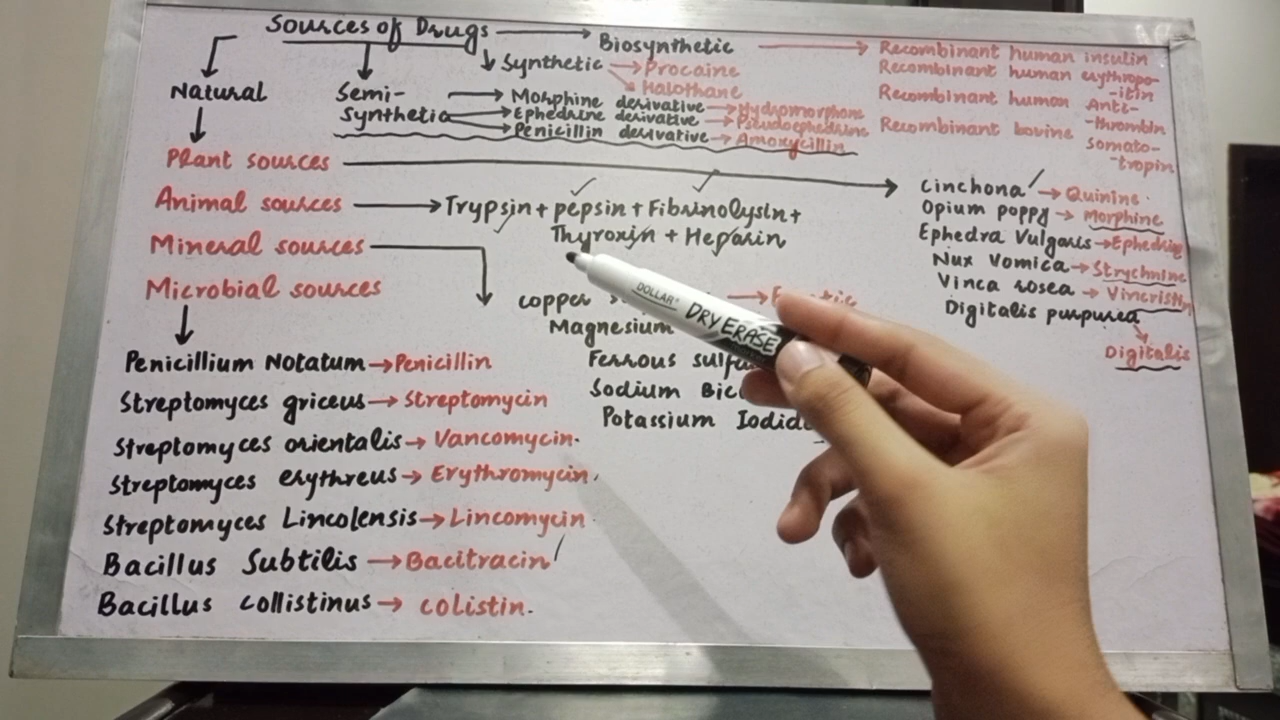 Sources of Drugs
Biosynthetic → Recombinant human insulin
Recombinant human erythropo-
-itin
Recombinant human Anti-
-thrombin
Recombinant bovine Somato-
-tropin
Synthetic → Procaine
Halothane
Natural
Semi-
Synthetic
Morphine derivative → Hydromorphone
Ephedrine derivative → Pseudoephedrine
Penicillin derivative → Amoxycillin
Plant sources
Cinchona → Quinine.
Opium poppy → Morphine
Ephedra Vulgaris → Ephedrine
Nux Vomica → Strychnine
Vinca rosea → Vincristin
Digitalis purpurea
Digitalis
Animal sources → Trypsin + pepsin + Fibrinolysin +
Thyroxin + Heparin
Mineral sources
copper
Magnesium
Ferrous
Sodium
Potassium
Microbial sources
Penicillium Notatum → Penicillin
Streptomyces griceus → Streptomycin
Streptomyces orientalis → Vancomycin.
Streptomyces erythreus → Erythromycin
Streptomyces Lincolensis → Lincomycin
Bacillus Subtilis → Bacitracin
Bacillus collistinus → colistin.
DOLLAR®
DRY ERASE